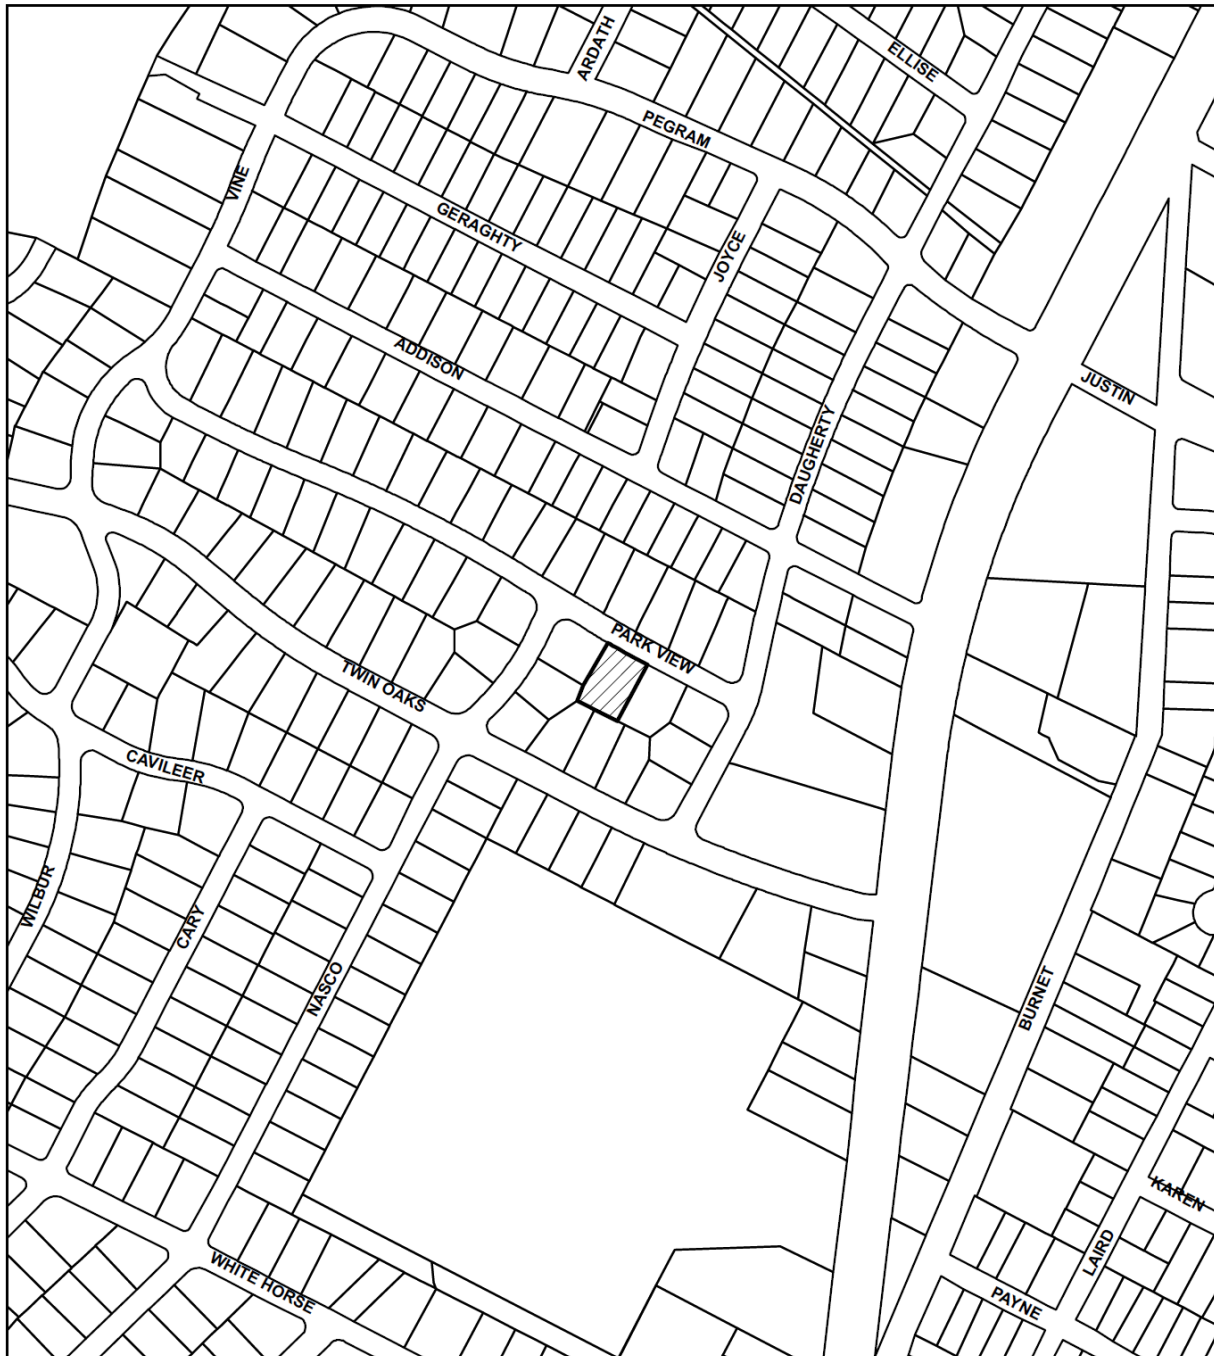 ARDATH
ELLISE
PEGRAM
VINE
GERAGHTY
JOYCE
ADDISON
JUSTIN
DAUGHERTY
PARK VIEW
TWIN OAKS
CAVILEER
WILBUR
CARY
NASCO
BURNET
KAREN
LAIRD
WHITE HORSE
PAYNE